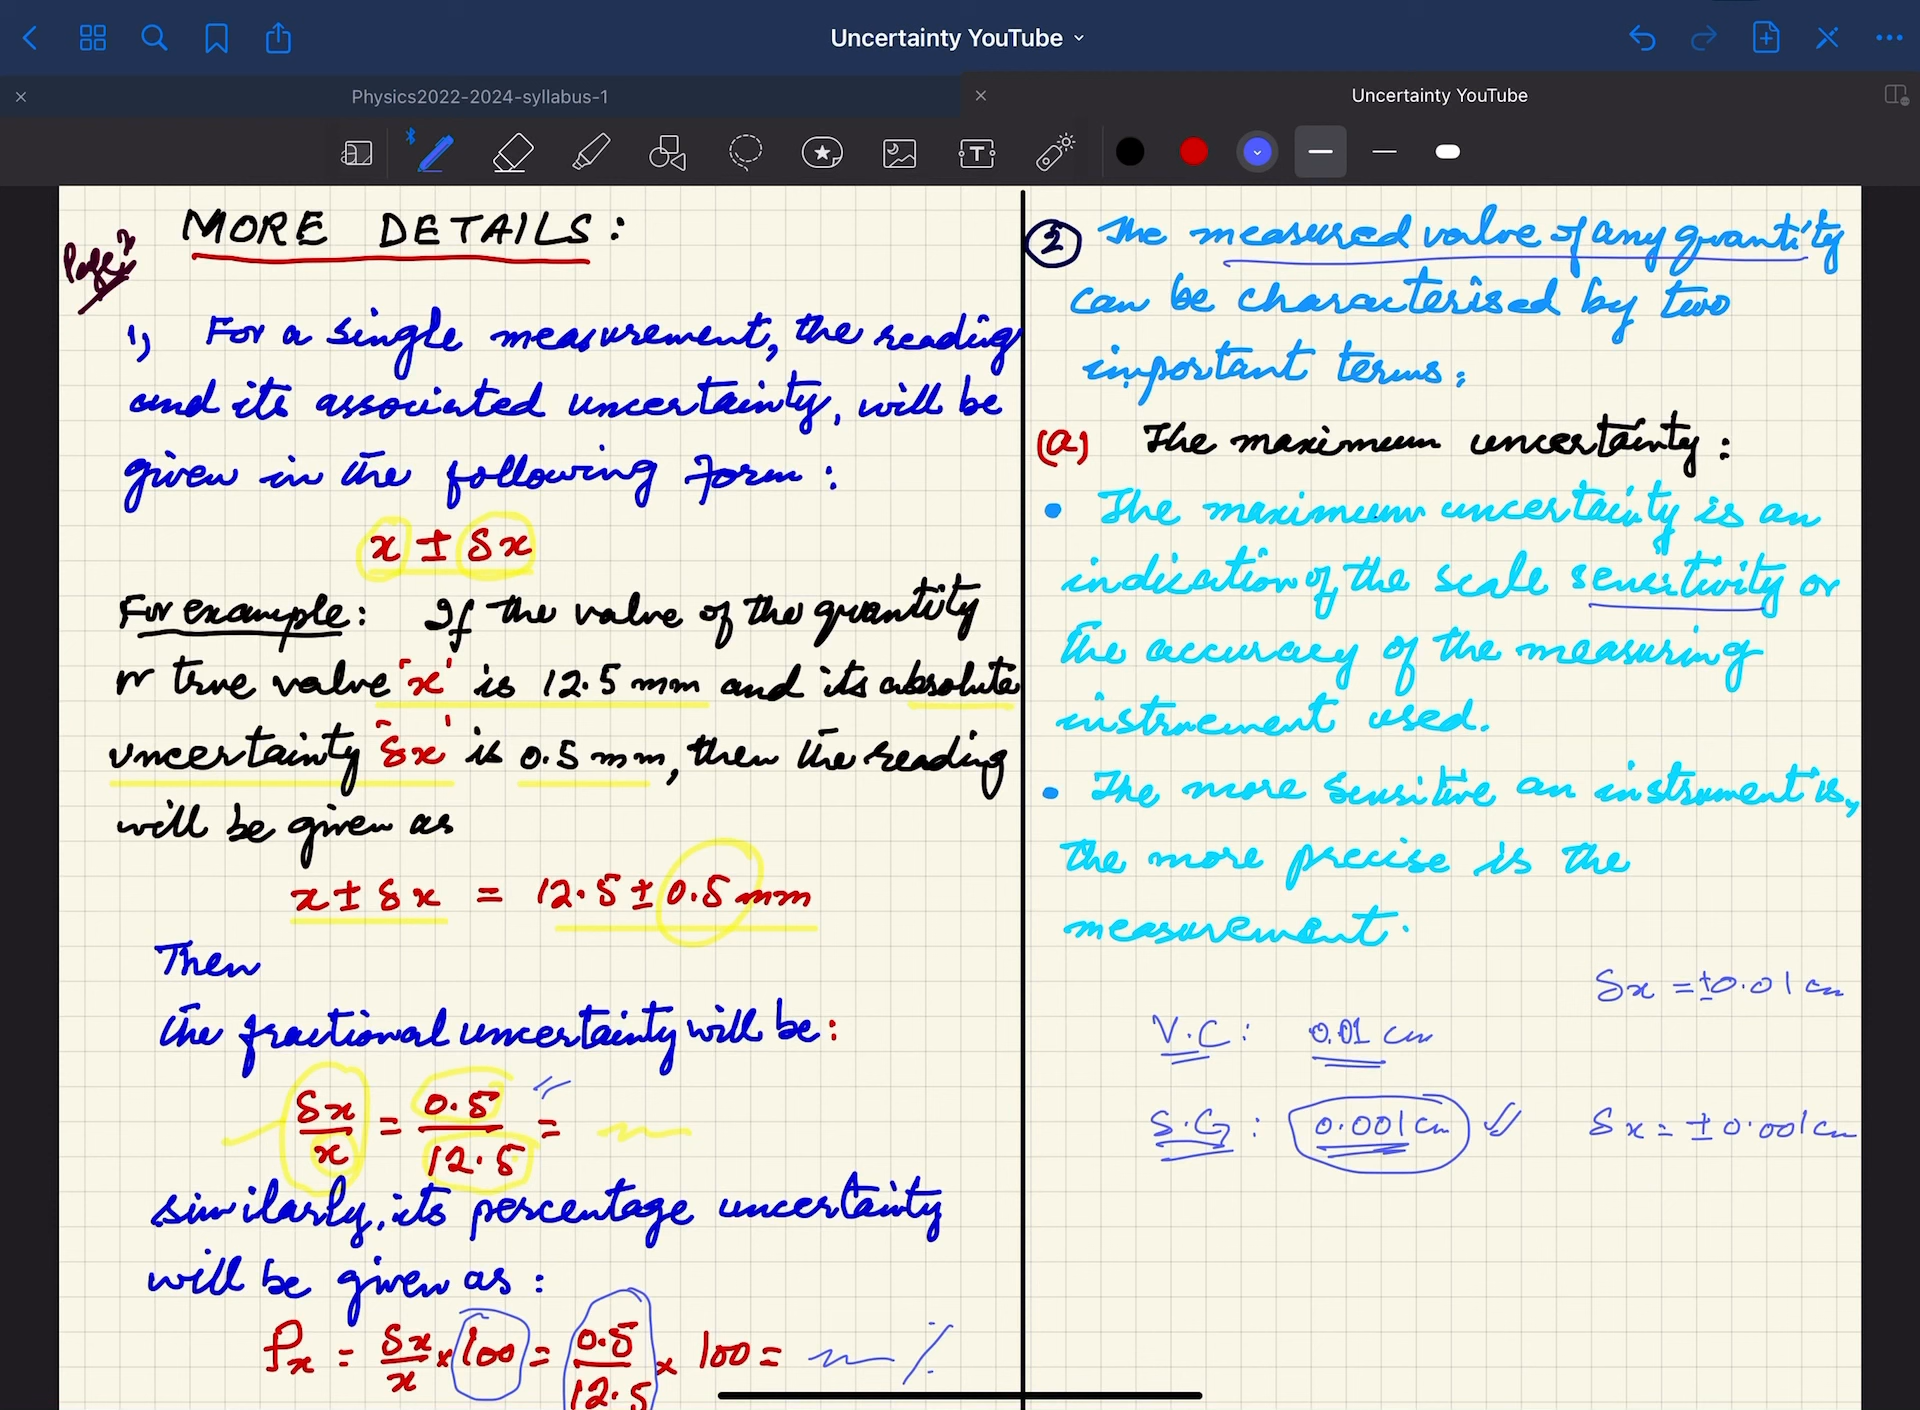 Uncertainty YouTube
Physics2022-2024-syllabus-1
Uncertainty YouTube
MORE DETAILS:
1) For a single measurement, the reading
and its associated uncertainty, will be
given in the following form:
x ± δx
For example: If the value of the quantity
or true value 'x' is 12.5 mm and its absolute
uncertainty 'δx' is 0.5 mm, then the reading
will be given as
x ± δx = 12.5 ± 0.5 mm
Then
the fractional uncertainty will be:
δx/x = 0.5/12.5 =
similarly, its percentage uncertainty
will be given as:
Px = δx/x × 100 = 0.5/12.5 × 100 = %
2 The measured value of any quantity
can be characterised by two
important terms:
(a) The maximum uncertainty:
• The maximum uncertainty is an
indication of the scale sensitivity or
the accuracy of the measuring
instrument used.
• The more sensitive an instrument is,
the more precise is the
measurement.
δx = ±0.01 cm
V.C: 0.01 cm
S.G: 0.001 cm δx = ±0.001 cm